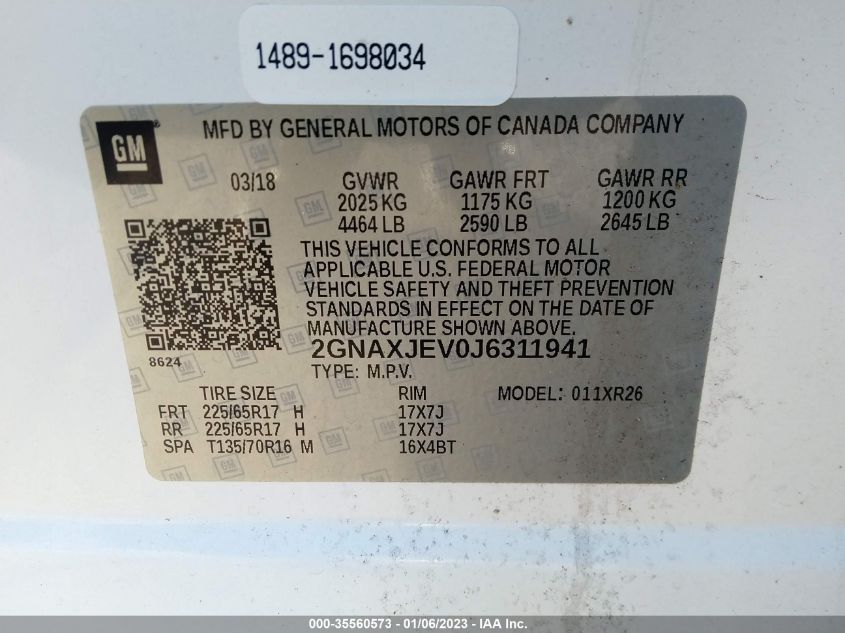 1489-1698034
GM
MFD BY GENERAL MOTORS OF CANADA COMPANY
03/18 GVWR GAWR FRT GAWR RR
2025 KG 1175 KG 1200 KG
4464 LB 2590 LB 2645 LB
THIS VEHICLE CONFORMS TO ALL
APPLICABLE U.S. FEDERAL MOTOR
VEHICLE SAFETY AND THEFT PREVENTION
STANDARDS IN EFFECT ON THE DATE OF
MANUFACTURE SHOWN ABOVE.
8624
2GNAXJEV0J6311941
TYPE: M.P.V.
TIRE SIZE RIM MODEL: 011XR26
FRT 225/65R17 H 17X7J
RR 225/65R17 H 17X7J
SPA T135/70R16 M 16X4BT
000-35560573 - 01/06/2023 - IAA Inc.